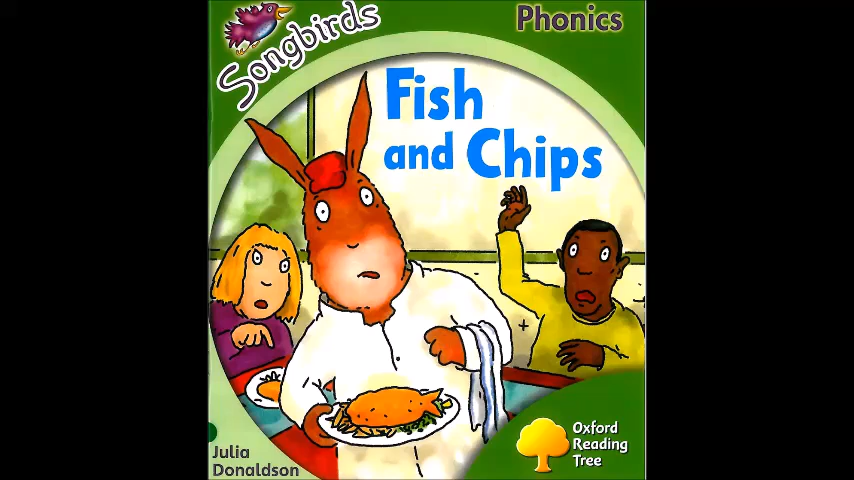 Songbirds
Phonics
Fish
and Chips
Julia
Donaldson
Oxford
Reading
Tree